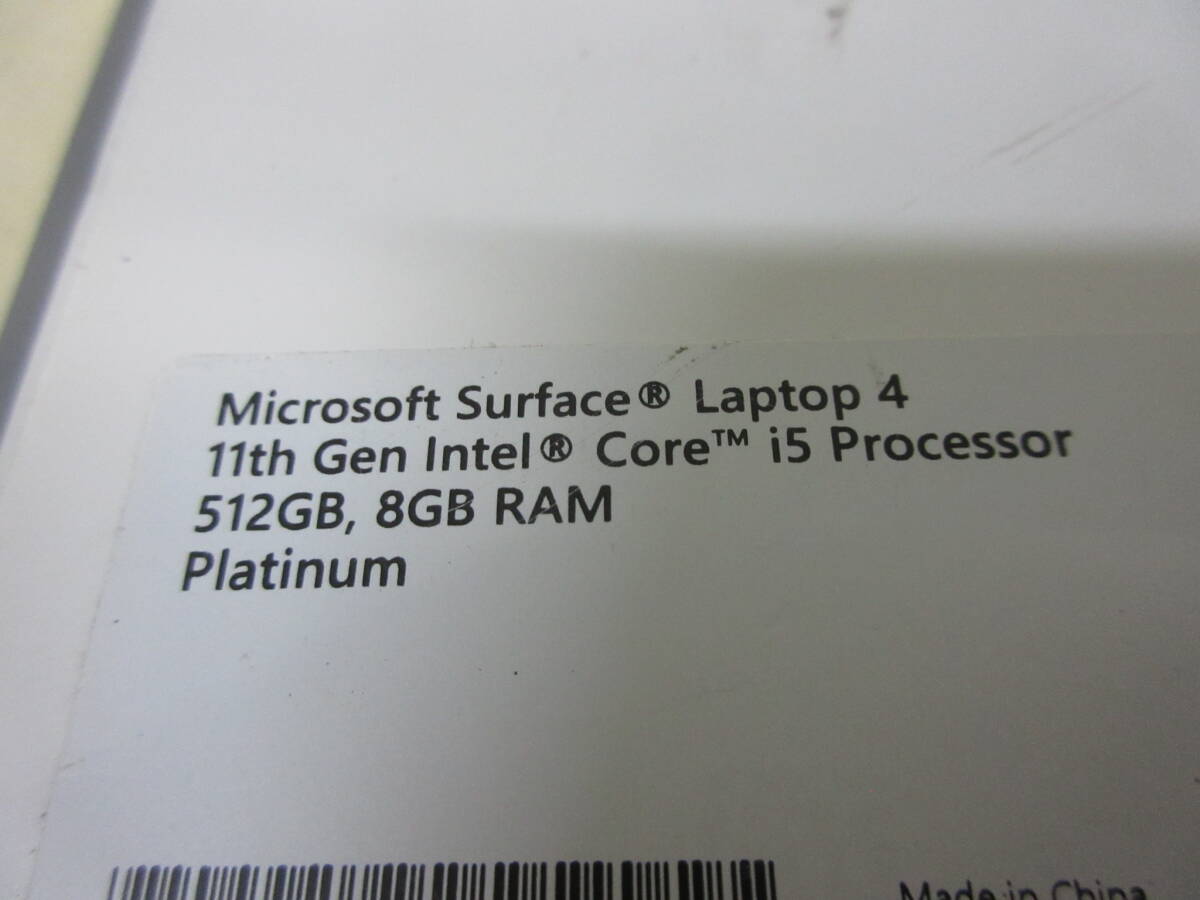 Microsoft Surface® Laptop 4
11th Gen Intel® Core™ i5 Processor
512GB, 8GB RAM
Platinum
Made in China